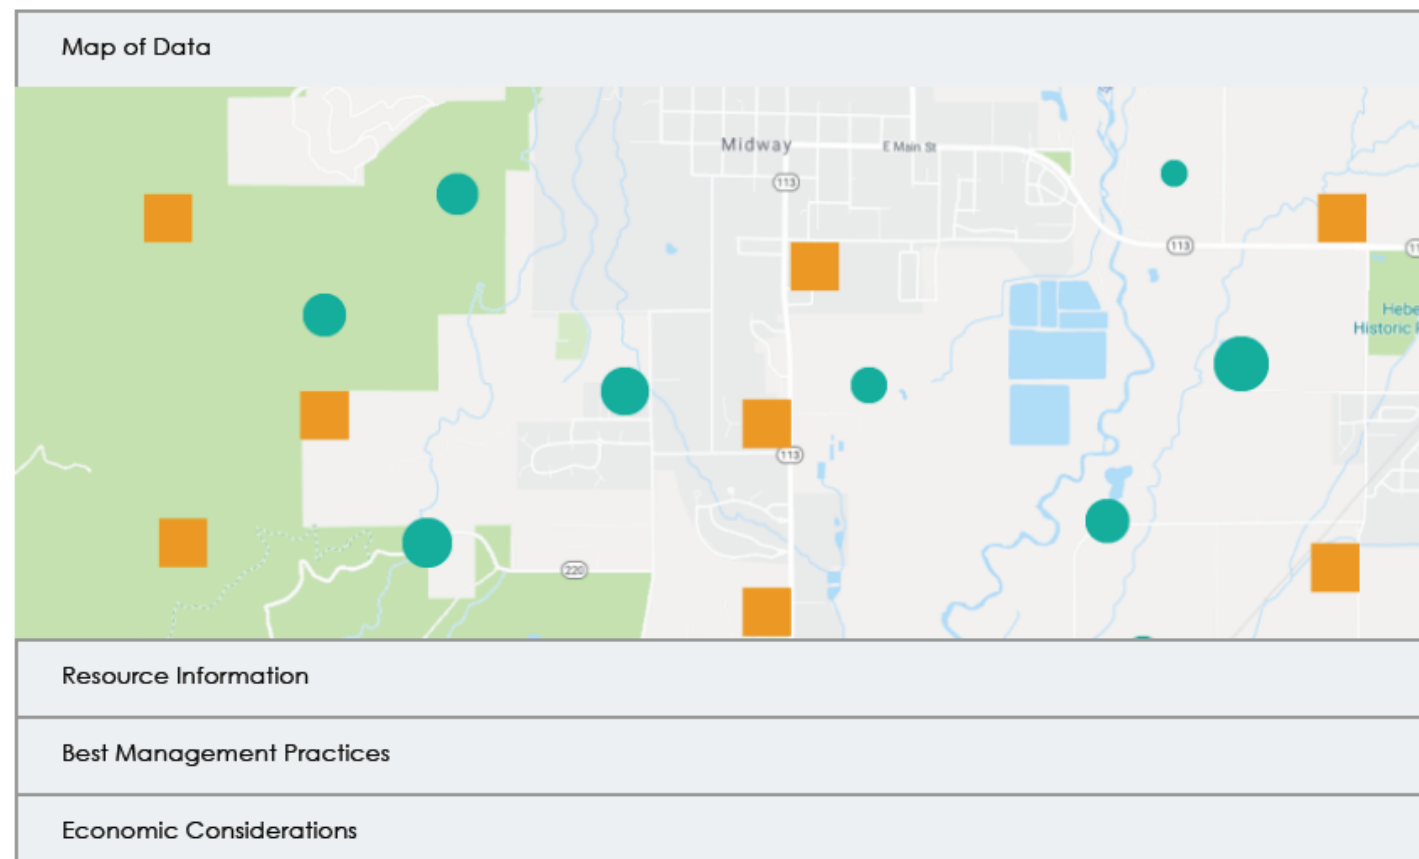 Map of Data
Midway
E Main St
113
113
11
Hebe
Historic
113
220
Resource Information
Best Management Practices
Economic Considerations